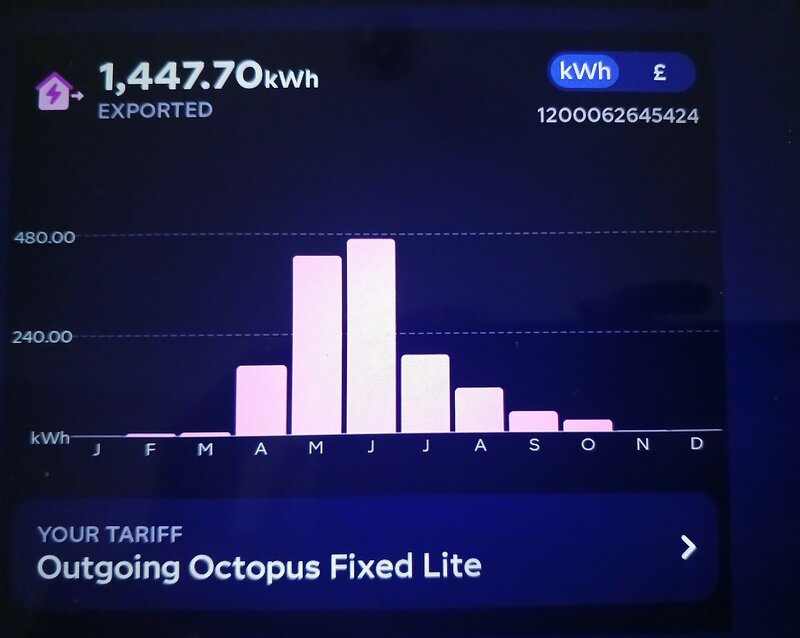 1,447.70kWh
EXPORTED
kWh £
1200062645424
480.00
240.00
kWh
J F M A M J J A S O N D
YOUR TARIFF
Outgoing Octopus Fixed Lite